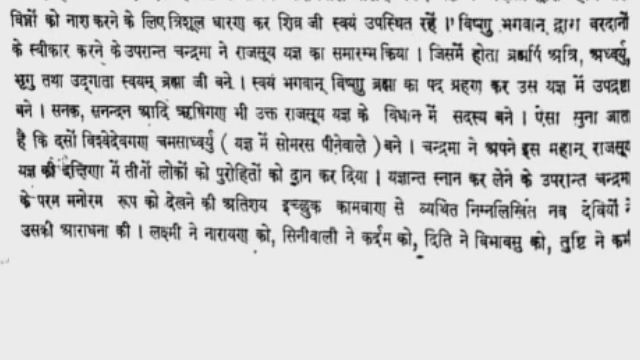 विघ्नों को नाश करने के लिए त्रिशूल धारण कर शिव जी स्वयं उपस्थित रहें ।' विष्णु भगवान् द्वारा वरदानों
के स्वीकार करने के उपरान्त चन्द्रमा ने राजसूय यज्ञ का समारम्भ किया । जिसमें होता ब्रह्मर्षि अत्रि, अध्वर्यु
भृगु तथा उद्गाता स्वयम् ब्रह्मा जी बने । स्वयं भगवान् विष्णु ब्रह्मा का पद ग्रहण कर उस यज्ञ में उपद्रष्टा
बने । सनक, सनन्दन आदि ऋषिगण भी उक्त राजसूय यज्ञ के विधान में सदस्य बने । ऐसा सुना जाता
है कि दसों विश्वेदेवगण चमसाध्वर्यु ( यज्ञ में सोमरस पीनेवाले ) बने । चन्द्रमा ने अपने इस महान् राजसूय
यज्ञ की दक्षिणा में तीनों लोकों को पुरोहितों को दान कर दिया । यज्ञान्त स्नान कर लेने के उपरान्त चन्द्रमा
के परम मनोरम रूप को देखने की अतिशय इच्छुक कामवाण से व्यथित निम्नलिखित नव देवियों ने
उसकी आराधना की । लक्ष्मी ने नारायण को, सिनीवाली ने कर्दम को, दिति ने विभावसु को, तुष्टि ने